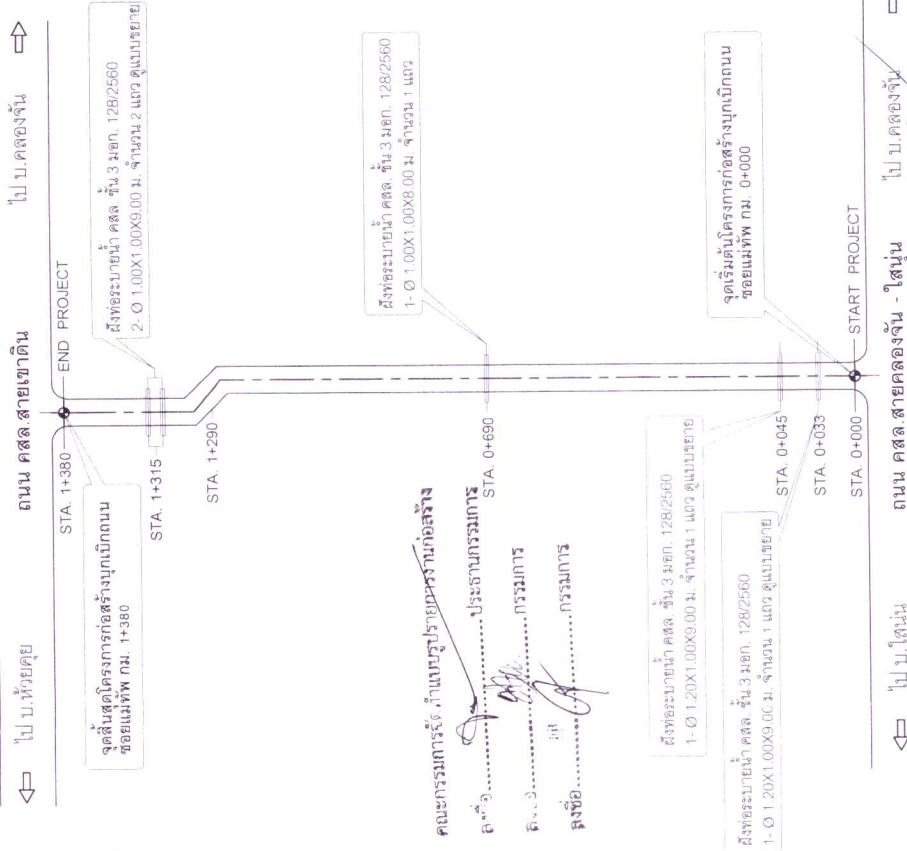 ไป บ.ห้วยคุย
ถนน คสล.สายเขาดิน
ไป บ.คลองจั่น
STA. 1+380
END PROJECT
จุดสิ้นสุดโครงการก่อสร้างบุกเบิกถนน
ซอยแม่ทัพ กม. 1+380
ฝังท่อระบายน้ำ คสล. ชั้น 3 มอก. 128/2560
2- Ø 1.00X1.00X9.00 ม. จำนวน 2 แถว ดูแบบขยาย
STA. 1+315
STA. 1+290
ฝังท่อระบายน้ำ คสล. ชั้น 3 มอก. 128/2560
1- Ø 1.00X1.00X8.00 ม. จำนวน 1 แถว
STA. 0+690
คณะกรรมการจัดทำแบบรูปรายการงานก่อสร้าง
ลงชื่อ..........ประธานกรรมการ
ลงชื่อ..........กรรมการ
ลงชื่อ..........กรรมการ
ฝังท่อระบายน้ำ คสล. ชั้น 3 มอก. 128/2560
1- Ø 1.20X1.00X9.00 ม. จำนวน 1 แถว ดูแบบขยาย
STA. 0+045
ฝังท่อระบายน้ำ คสล. ชั้น 3 มอก. 128/2560
1- Ø 1.20X1.00X9.00 ม. จำนวน 1 แถว ดูแบบขยาย
STA. 0+033
จุดเริ่มต้นโครงการก่อสร้างบุกเบิกถนน
ซอยแม่ทัพ กม. 0+000
STA. 0+000
START PROJECT
ไป บ.ใสนุ่น
ถนน คสล.สายคลองจั่น - ใสนุ่น
ไป บ.คลองจั่น